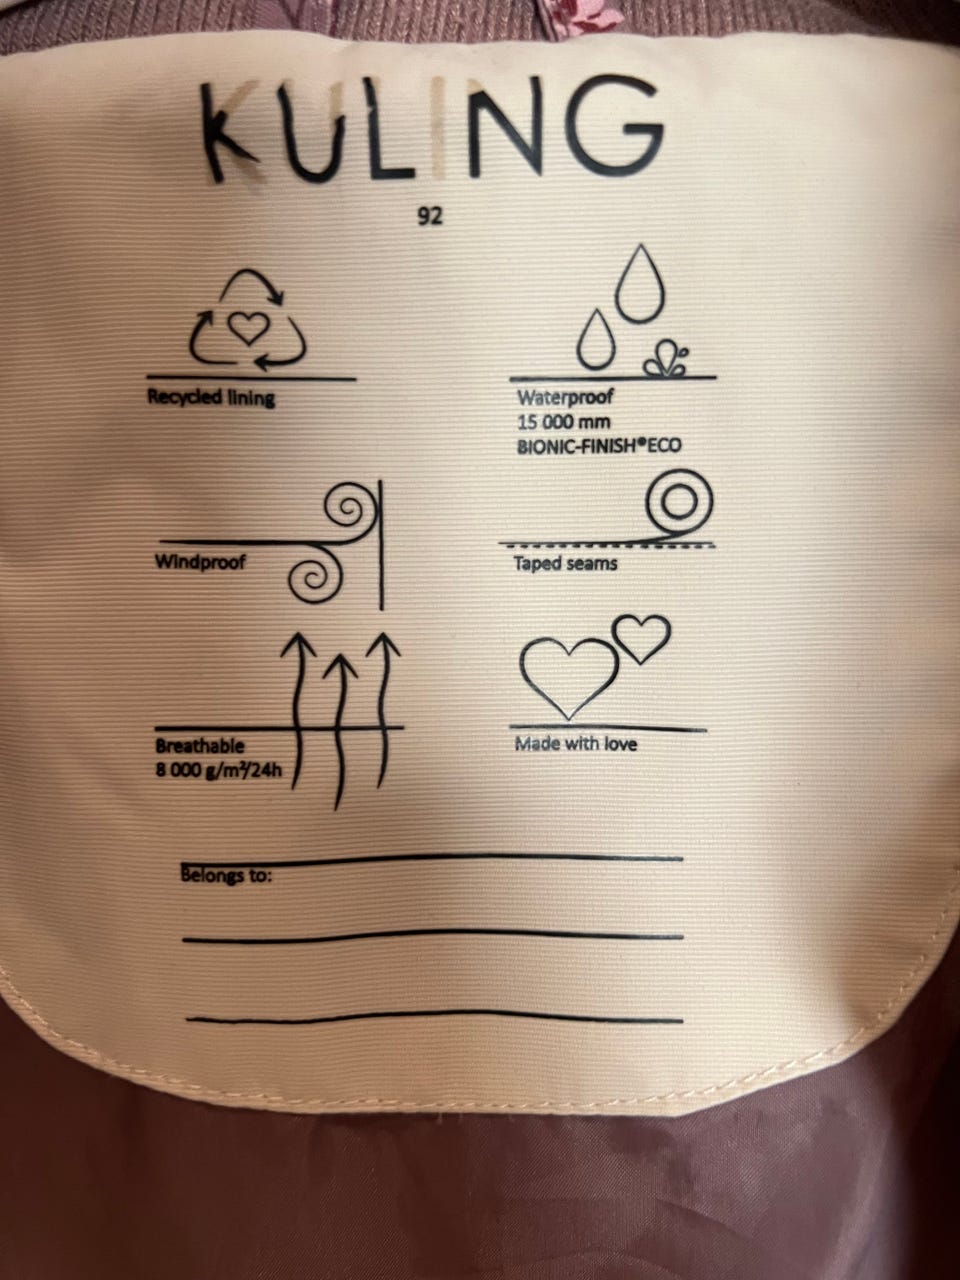 KULING
92
Recycled lining
Waterproof
15 000 mm
BIONIC-FINISH®ECO
Windproof
Taped seams
Breathable
8 000 g/m²/24h
Made with love
Belongs to: